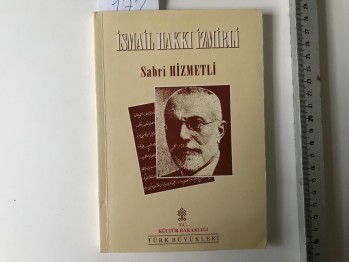 İSMAİL HAKKI İZMİRLİ
Sabri HİZMETLİ
T.C.
KÜLTÜR BAKANLIĞI
TÜRK BÜYÜKLERİ